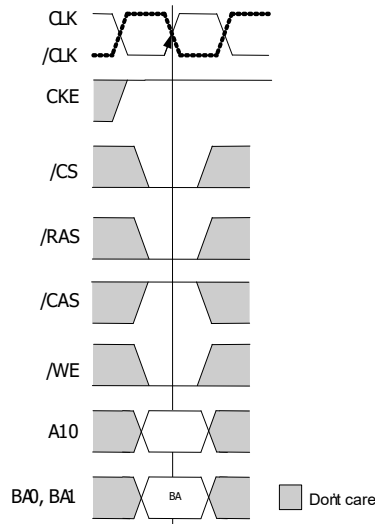 CLK
/CLK
CKE
/CS
/RAS
/CAS
/WE
A10
BA0, BA1
BA
Don't care